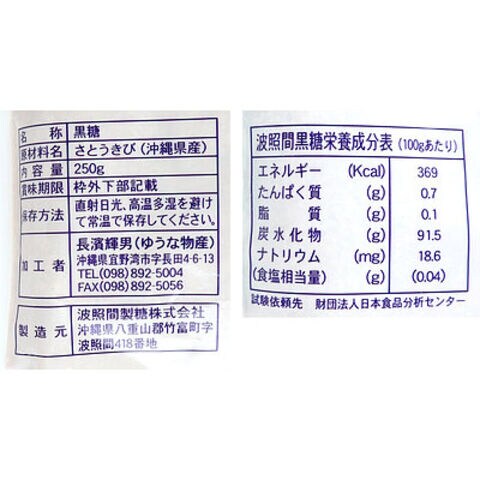 名称 黒糖
原材料名 さとうきび（沖縄県産）
内容量 250g
賞味期限 枠外下部記載
保存方法 直射日光、高温多湿を避け
て常温で保存してください。
加工者 長濱輝男（ゆうな物産）
沖縄県宜野湾市字長田4-6-13
TEL(098)892-5004
FAX(098)892-5056
製造元 波照間製糖株式会社
沖縄県八重山郡竹富町字
波照間418番地
波照間黒糖栄養成分表（100gあたり）
エネルギー (Kcal) 369
たんぱく質 (g) 0.7
脂質 (g) 0.1
炭水化物 (g) 91.5
ナトリウム (mg) 18.6
(食塩相当量) (g) (0.04)
試験依頼先 財団法人日本食品分析センター